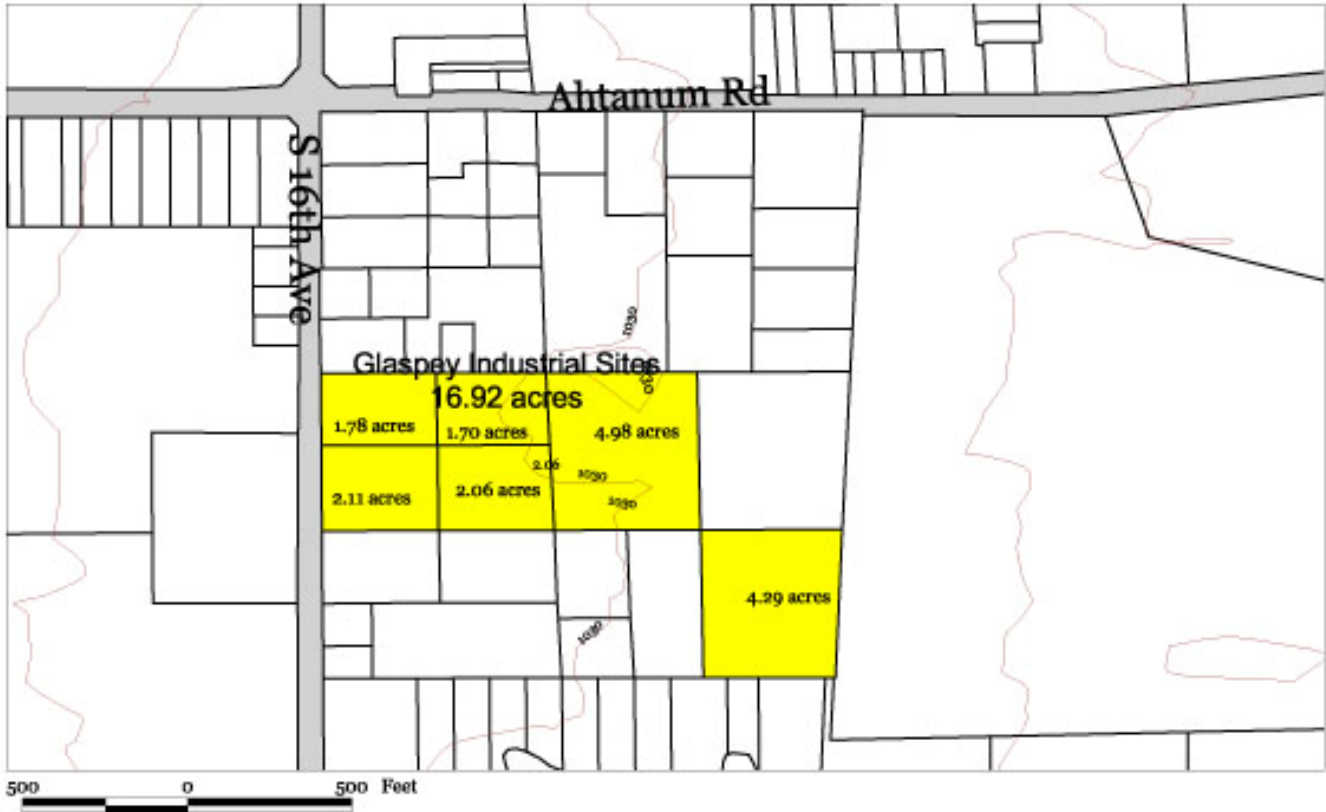 Ahtanum Rd
S 16th Ave
1030
Glaspey Industrial Sites
1030
16.92 acres
1.78 acres
1.70 acres
4.98 acres
2.06
1030
2.11 acres
2.06 acres
1030
4.29 acres
1030
500 0 500 Feet